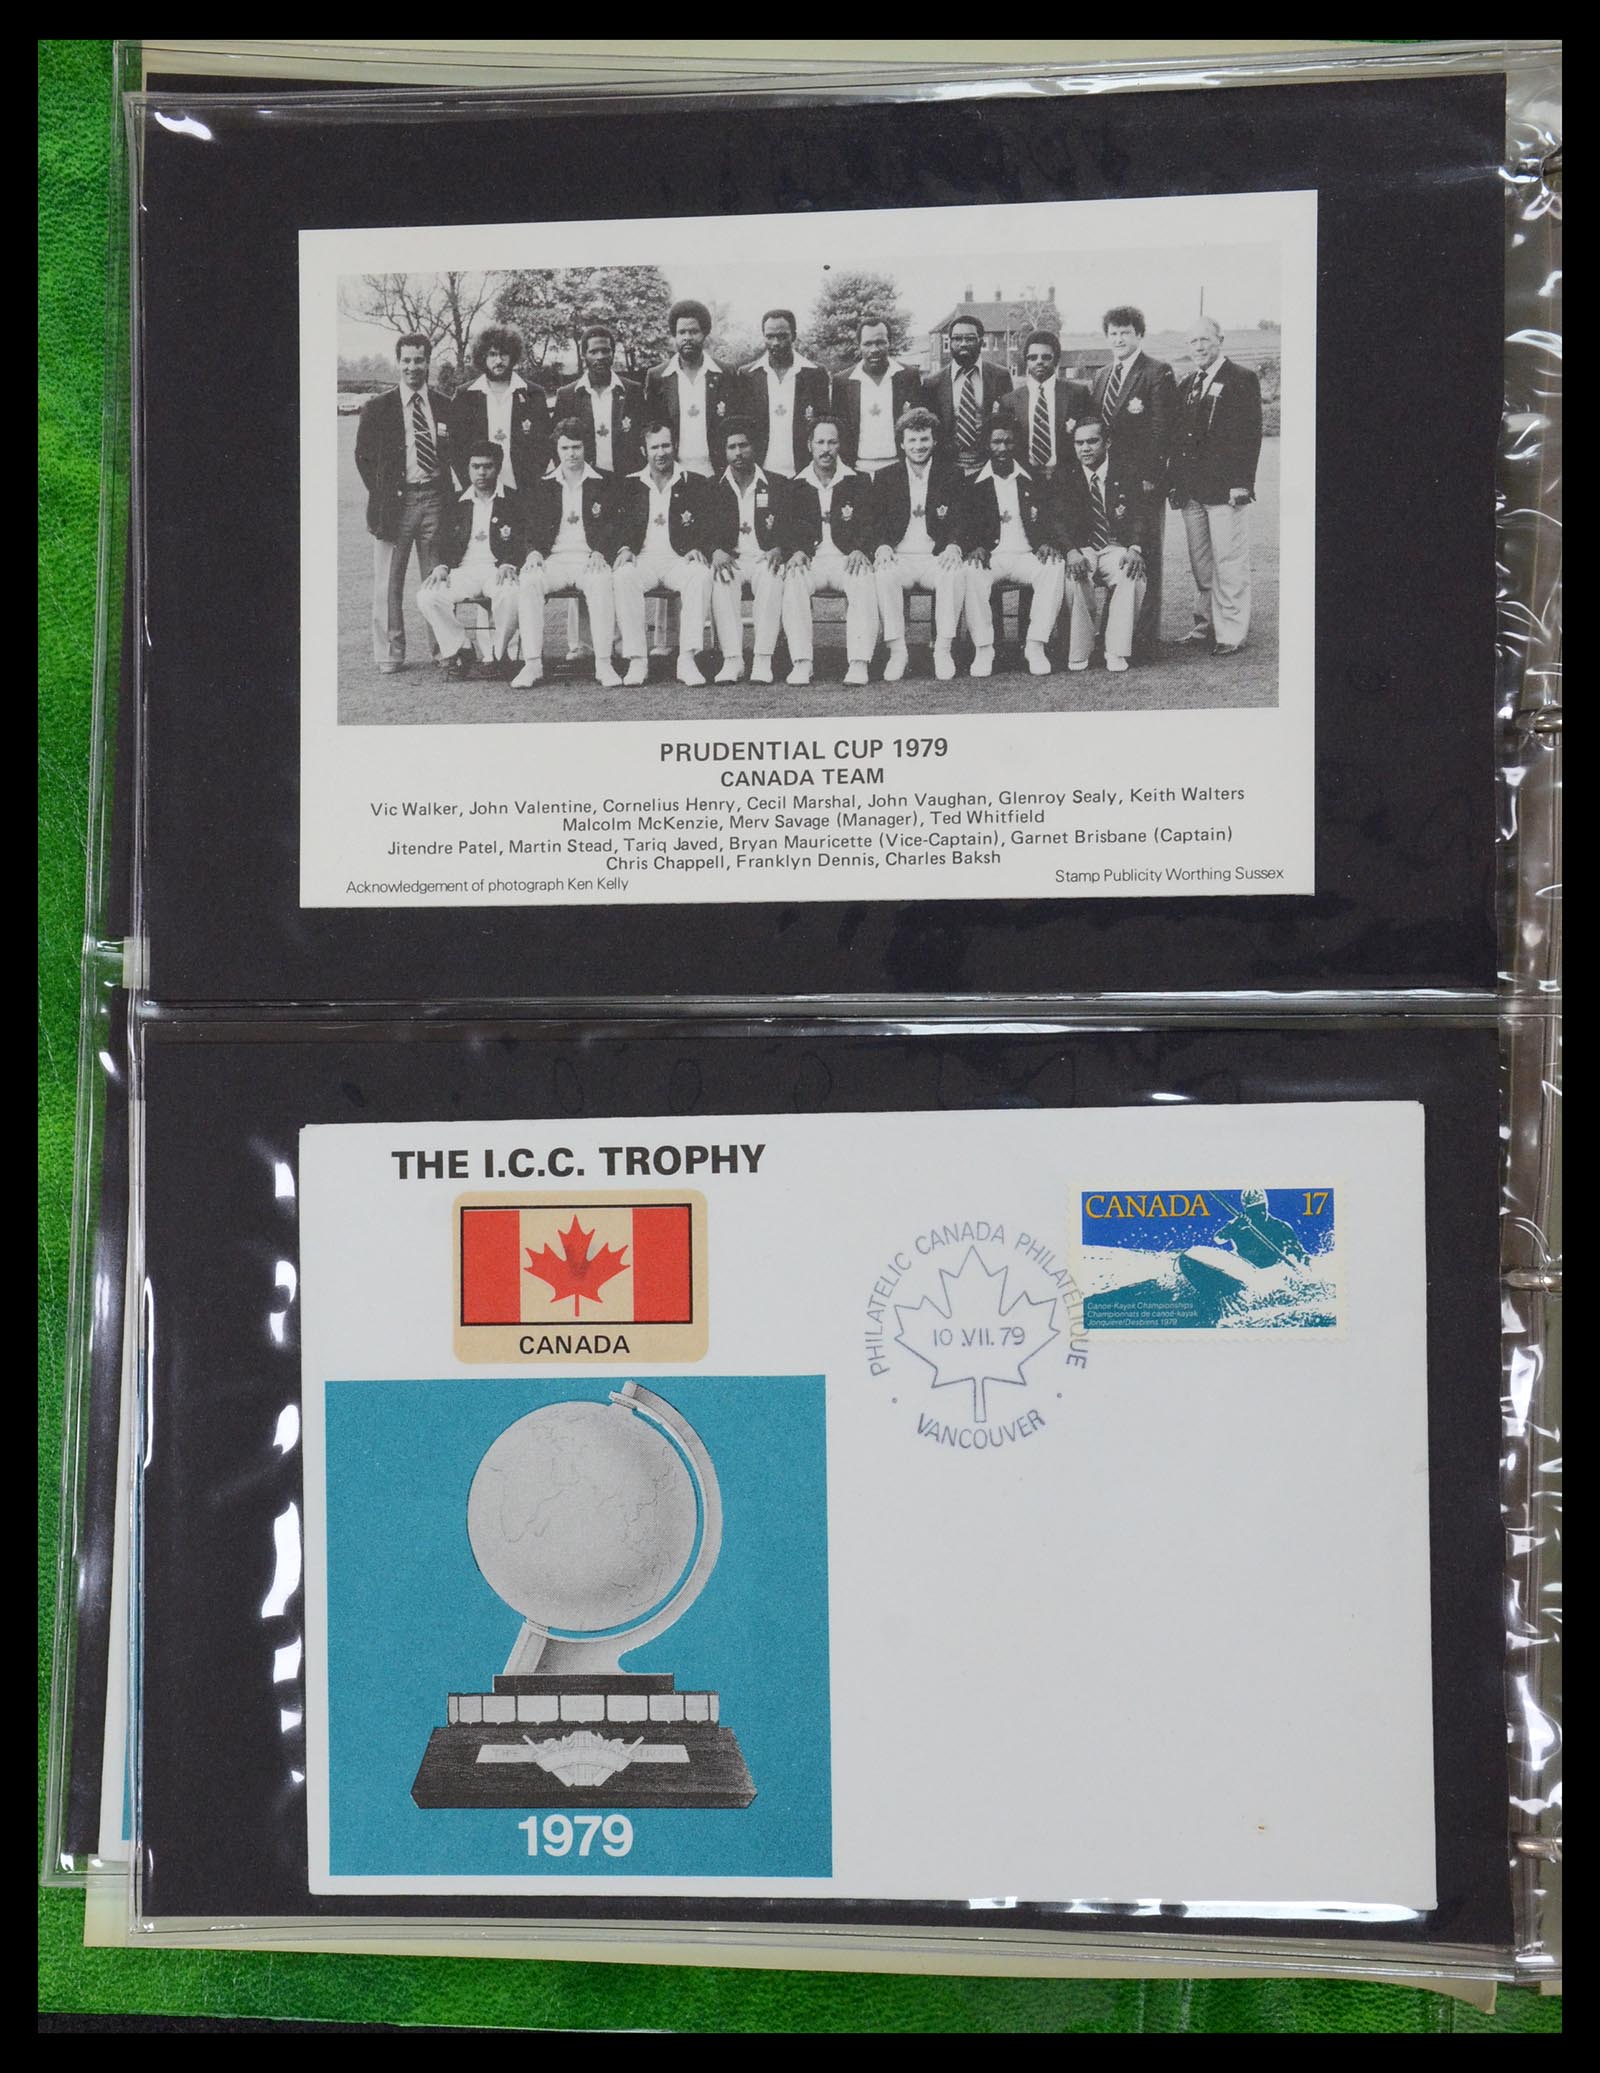 PRUDENTIAL CUP 1979
CANADA TEAM
Vic Walker, John Valentine, Cornelius Henry, Cecil Marshal, John Vaughan, Glenroy Sealy, Keith Walters
Malcolm McKenzie, Merv Savage (Manager), Ted Whitfield
Jitendre Patel, Martin Stead, Tariq Javed, Bryan Mauricette (Vice-Captain), Garnet Brisbane (Captain)
Chris Chappell, Franklyn Dennis, Charles Baksh
Acknowledgement of photograph Ken Kelly
Stamp Publicity Worthing Sussex
THE I.C.C. TROPHY
CANADA
1979
PHILATELIC CANADA PHILATÉLIQUE
10.VII.79
VANCOUVER
CANADA 17
Canoe-Kayak Championships
Championnats de canoë-kayak
Jonquière/Desbiens 1979